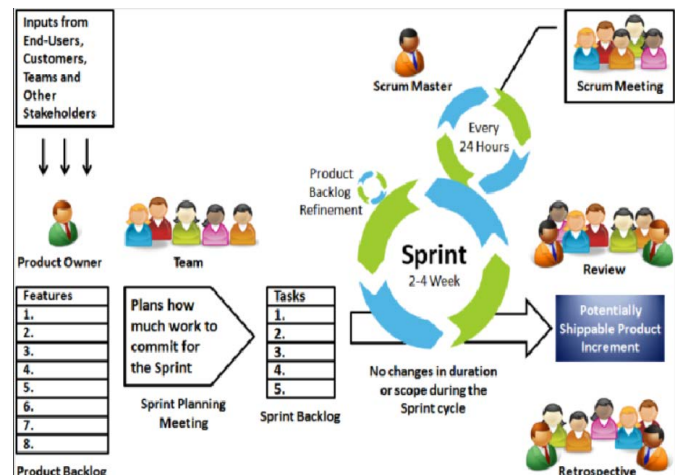 Inputs from
End-Users,
Customers,
Teams and
Other
Stakeholders
Product Owner
Team
Features
1.
2.
3.
4.
5.
6.
7.
8.
Product Backlog
Plans how
much work to
commit for
the Sprint
Sprint Planning
Meeting
Tasks
1.
2.
3.
4.
5.
Sprint Backlog
Scrum Master
Every
24 Hours
Scrum Meeting
Product
Backlog
Refinement
Sprint
2-4 Week
No changes in duration
or scope during the
Sprint cycle
Review
Potentially
Shippable Product
Increment
Retrospective